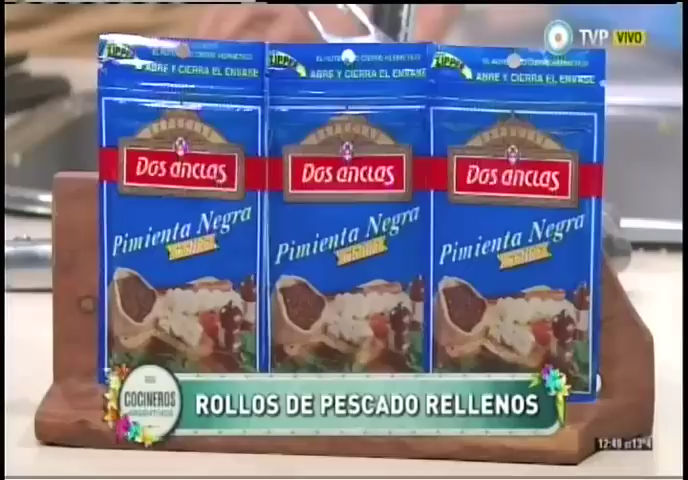 TVP VIVO
ZIPPER
ABRE Y CIERRA EL ENVASE
ABRE Y CIERRA EL ENVASE
ABRE Y CIERRA EL ENVASE
Dos anclas
Dos anclas
Dos anclas
Pimienta Negra
Pimienta Negra
Pimienta Negra
COCINEROS
ARGENTINOS
ROLLOS DE PESCADO RELLENOS